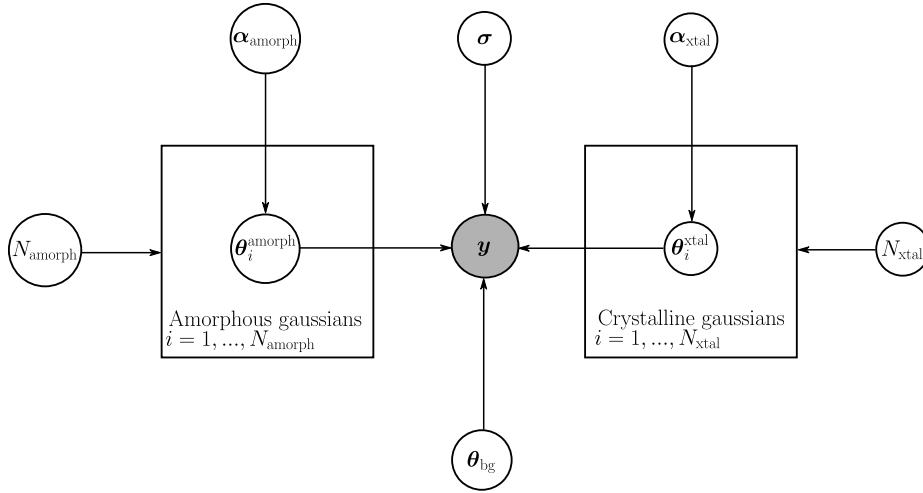 α_amorph σ α_xtal
N_amorph θ_i^amorph y θ_i^xtal N_xtal
Amorphous gaussians
i = 1, ..., N_amorph
Crystalline gaussians
i = 1, ..., N_xtal
θ_bg